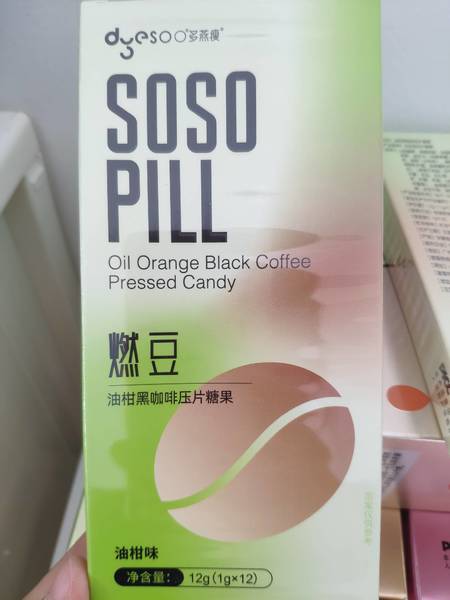 dyesoo®多燕瘦®
SOSO
PILL
Oil Orange Black Coffee
Pressed Candy
燃豆
油柑黑咖啡压片糖果
油柑味
净含量: 12g(1g×12)